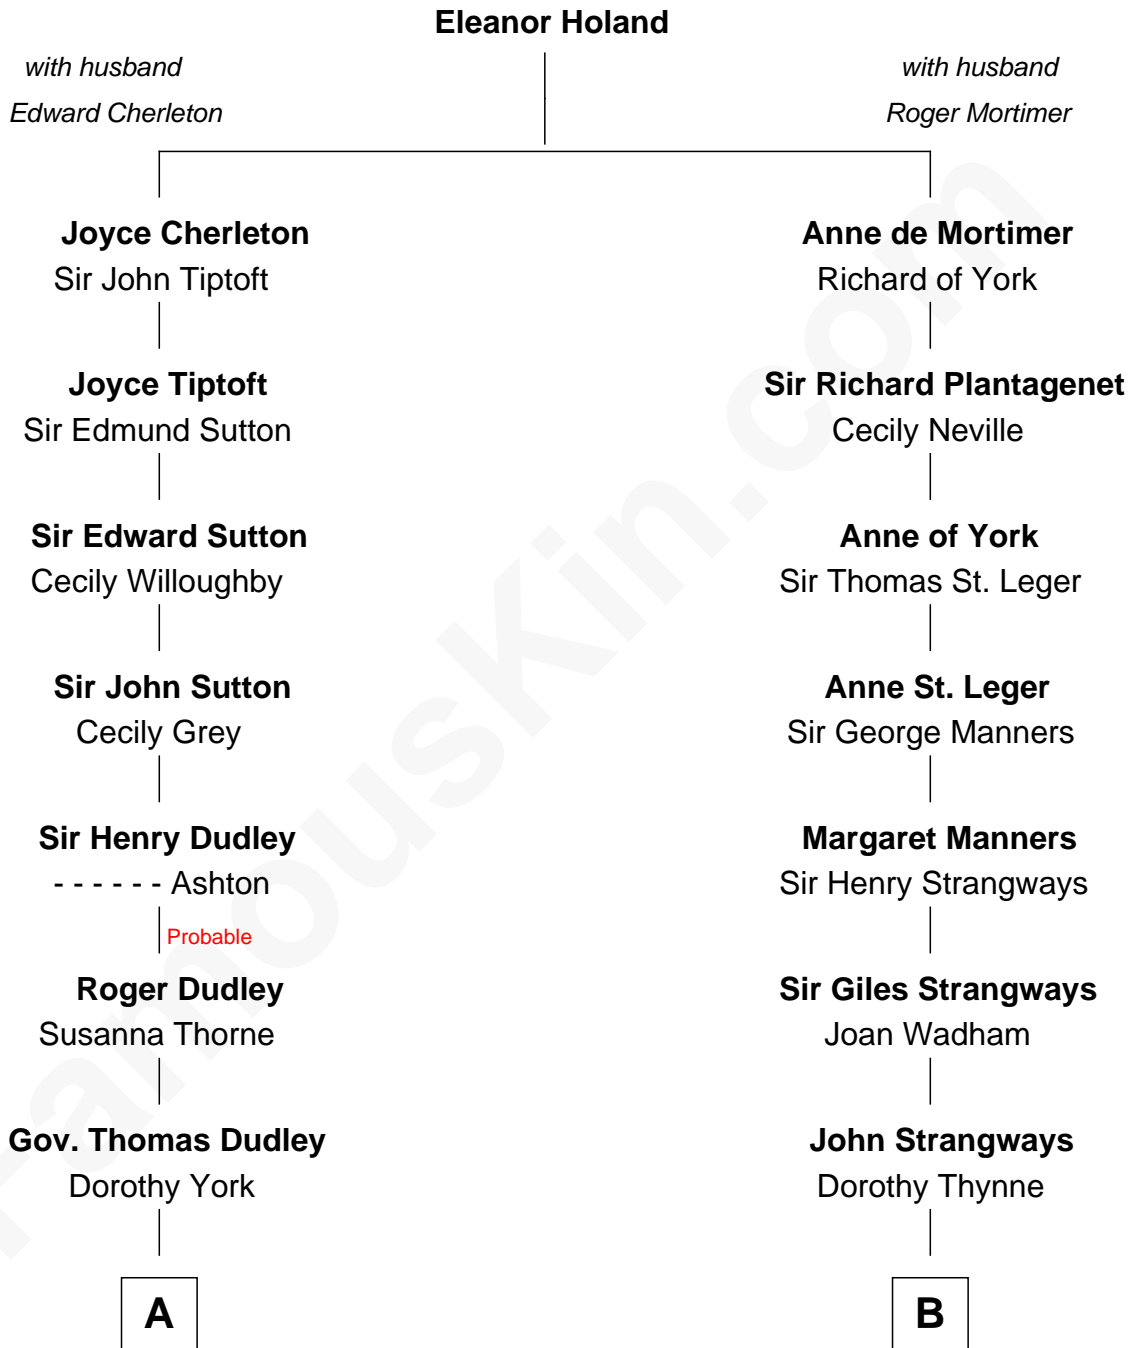 Eleanor Holand
with husband
Edward Cherleton
with husband
Roger Mortimer
Joyce Cherleton
Sir John Tiptoft
Anne de Mortimer
Richard of York
Joyce Tiptoft
Sir Edmund Sutton
Sir Richard Plantagenet
Cecily Neville
Sir Edward Sutton
Cecily Willoughby
Anne of York
Sir Thomas St. Leger
Sir John Sutton
Cecily Grey
Anne St. Leger
Sir George Manners
Sir Henry Dudley
- - - - - - Ashton
Margaret Manners
Sir Henry Strangways
Probable
Roger Dudley
Susanna Thorne
Sir Giles Strangways
Joan Wadham
Gov. Thomas Dudley
Dorothy York
John Strangways
Dorothy Thynne
A
B
FamousKin.com